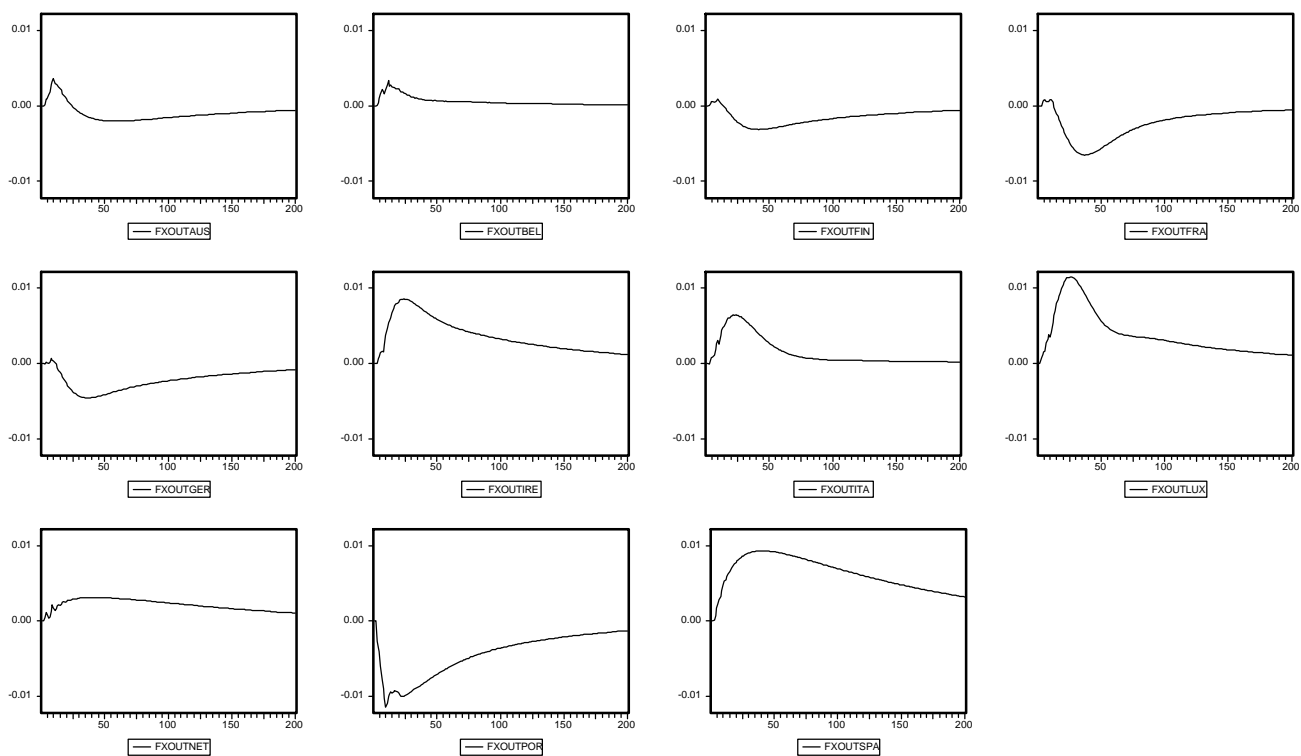 0.01 0.01 0.01 0.01
0.00 0.00 0.00 0.00
-0.01 -0.01 -0.01 -0.01
50 100 150 200 50 100 150 200 50 100 150 200 50 100 150 200
FXOUTAUS FXOUTBEL FXOUTFIN FXOUTFRA
0.01 0.01 0.01 0.01
0.00 0.00 0.00 0.00
-0.01 -0.01 -0.01 -0.01
50 100 150 200 50 100 150 200 50 100 150 200 50 100 150 200
FXOUTGER FXOUTIRE FXOUTITA FXOUTLUX
0.01 0.01 0.01
0.00 0.00 0.00
-0.01 -0.01 -0.01
50 100 150 200 50 100 150 200 50 100 150 200
FXOUTNET FXOUTPOR FXOUTSPA